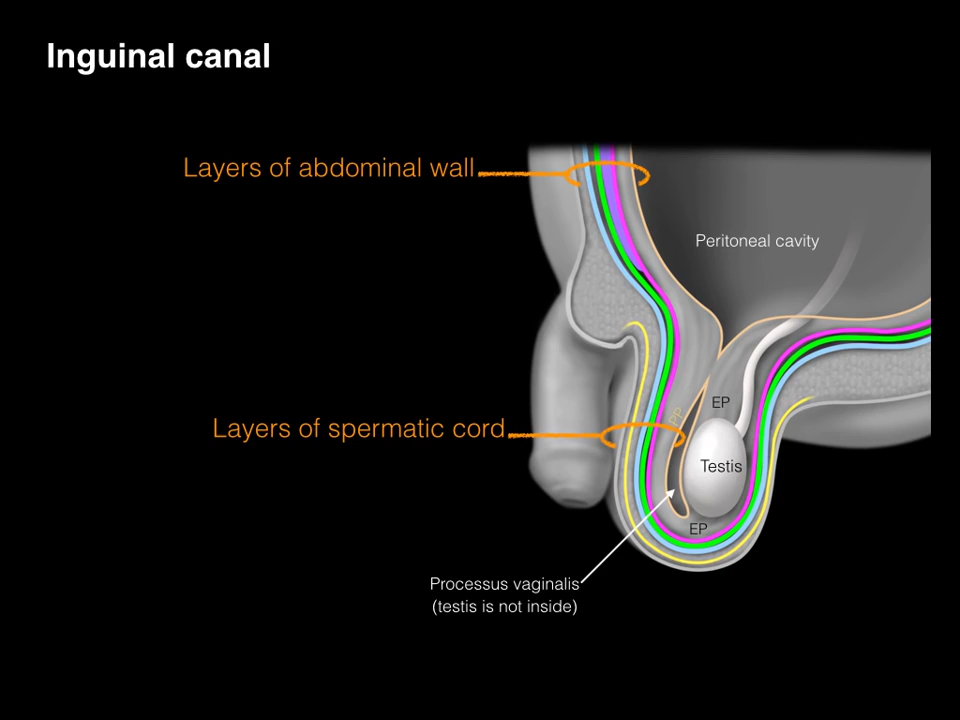 Inguinal canal
Layers of abdominal wall
Peritoneal cavity
EP
PP
Layers of spermatic cord
Testis
EP
Processus vaginalis
(testis is not inside)